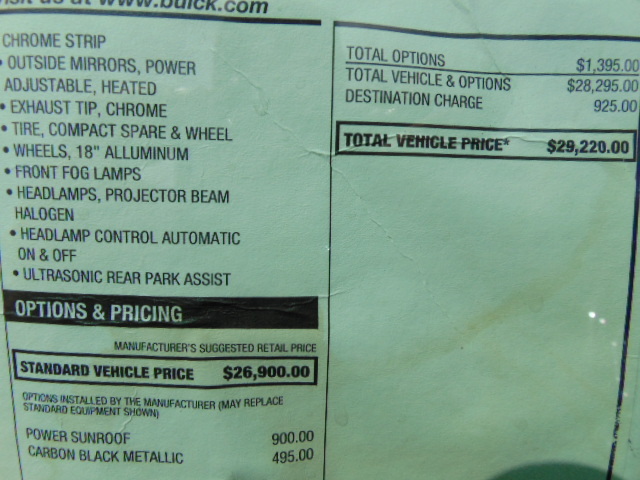 us at www.buick.com
CHROME STRIP
• OUTSIDE MIRRORS, POWER
ADJUSTABLE, HEATED
• EXHAUST TIP, CHROME
• TIRE, COMPACT SPARE & WHEEL
• WHEELS, 18" ALLUMINUM
• FRONT FOG LAMPS
• HEADLAMPS, PROJECTOR BEAM
HALOGEN
• HEADLAMP CONTROL AUTOMATIC
ON & OFF
• ULTRASONIC REAR PARK ASSIST
OPTIONS & PRICING
MANUFACTURER'S SUGGESTED RETAIL PRICE
STANDARD VEHICLE PRICE $26,900.00
OPTIONS INSTALLED BY THE MANUFACTURER (MAY REPLACE
STANDARD EQUIPMENT SHOWN)
POWER SUNROOF 900.00
CARBON BLACK METALLIC 495.00
TOTAL OPTIONS $1,395.00
TOTAL VEHICLE & OPTIONS $28,295.00
DESTINATION CHARGE 925.00
TOTAL VEHICLE PRICE* $29,220.00